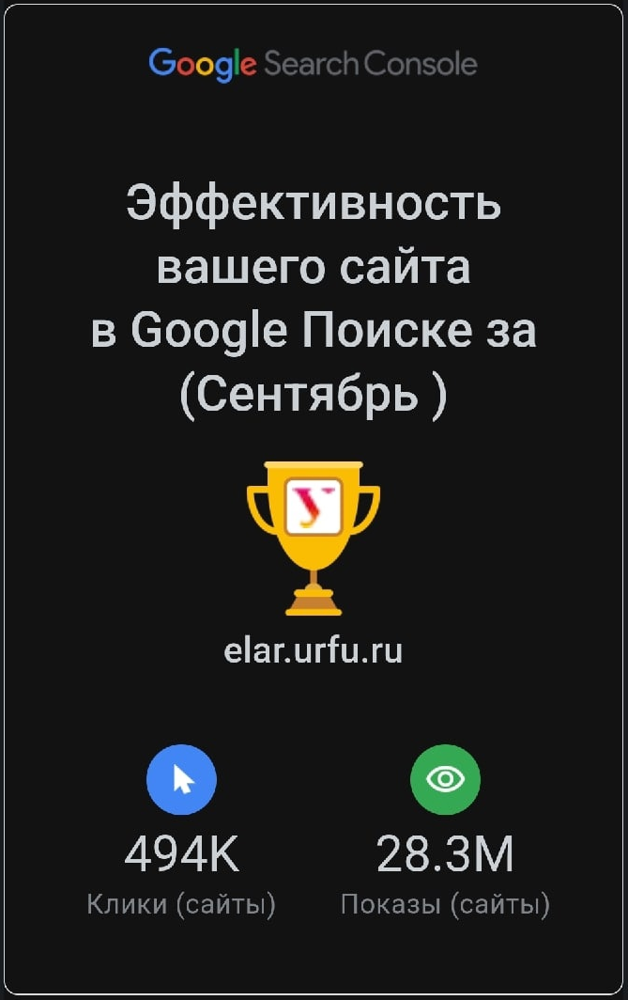 Google Search Console
Эффективность
вашего сайта
в Google Поиске за
(Сентябрь )
У
elar.urfu.ru
494K 28.3M
Клики (сайты) Показы (сайты)